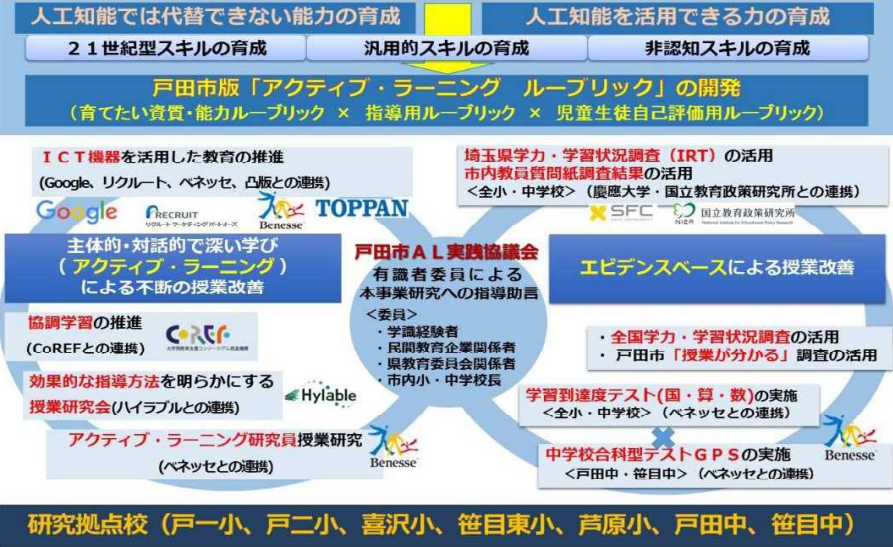 人工知能では代替できない能力の育成
人工知能を活用できる力の育成
21世紀型スキルの育成
汎用的スキルの育成
非認知スキルの育成
戸田市版「アクティブ・ラーニング ルーブリック」の開発
(育てたい資質・能力ルーブリック × 指導用ルーブリック × 児童生徒自己評価用ルーブリック)
ICT機器を活用した教育の推進
(Google、リクルート、ベネッセ、凸版との連携)
Google
RECRUIT
リクルートマーケティングパートナーズ
Benesse
TOPPAN
主体的・対話的で深い学び
(アクティブ・ラーニング)
による不断の授業改善
協調学習の推進
(CoREFとの連携)
CoREF
効果的な指導方法を明らかにする
授業研究会(ハイラブルとの連携)
Hylable
アクティブ・ラーニング研究員授業研究
(ベネッセとの連携)
Benesse
戸田市AL実践協議会
有識者委員による
本事業研究への指導助言
<委員>
・学識経験者
・民間教育企業関係者
・県教育委員会関係者
・市内小・中学校長
埼玉県学力・学習状況調査(IRT)の活用
市内教員質問紙調査結果の活用
<全小・中学校>(慶應大学・国立教育政策研究所との連携)
SFC
NIER
国立教育政策研究所
National Institute for Educational Policy Research
エビデンスベースによる授業改善
・全国学力・学習状況調査の活用
・戸田市「授業が分かる」調査の活用
学習到達度テスト(国・算・数)の実施
<全小・中学校>(ベネッセとの連携)
中学校合科型テストGPSの実施
<戸田中・笹目中>(ベネッセとの連携)
Benesse
研究拠点校(戸一小、戸二小、喜沢小、笹目東小、芦原小、戸田中、笹目中)